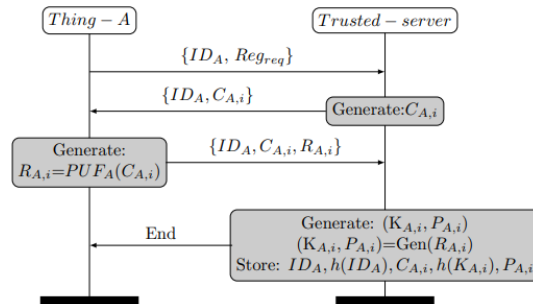 Thing-A Trusted-server
{ID_A, Reg_req}
{ID_A, C_A,i} Generate:C_A,i
Generate:
R_A,i=PUF_A(C_A,i) {ID_A, C_A,i, R_A,i}
Generate: (K_A,i, P_A,i)
End (K_A,i, P_A,i)=Gen(R_A,i)
Store: ID_A, h(ID_A), C_A,i, h(K_A,i), P_A,i